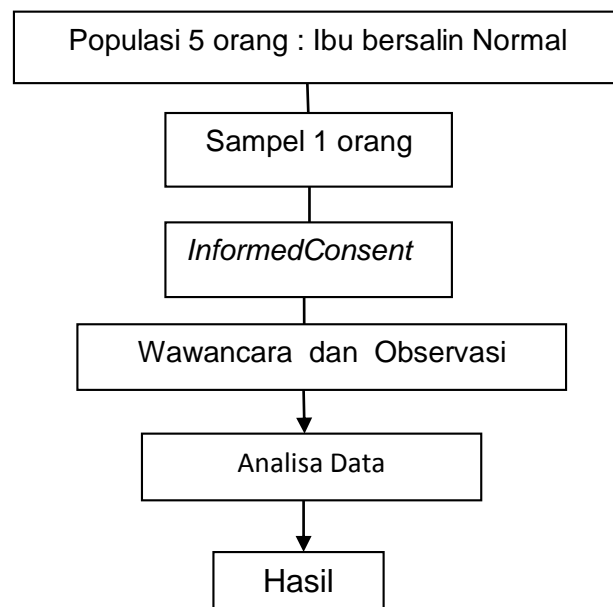 Populasi 5 orang : Ibu bersalin Normal
Sampel 1 orang
InformedConsent
Wawancara dan Observasi
Analisa Data
Hasil